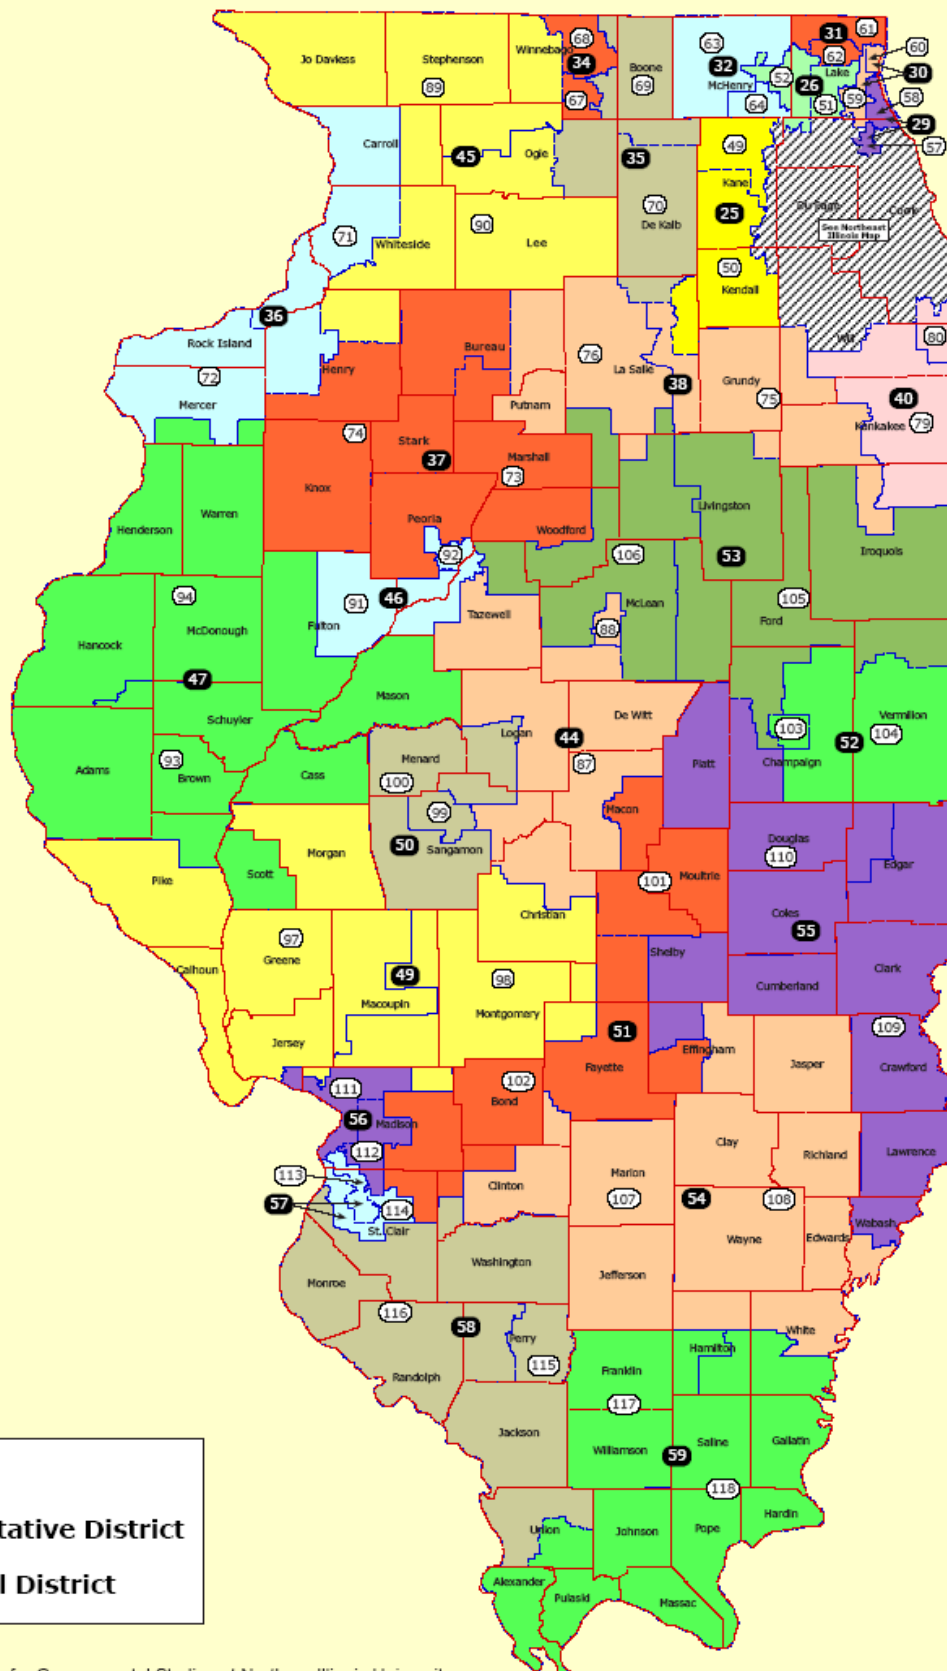 68
61
31
Jo Daviess
Stephenson
Winnebago
34
63
62
60
Boone
32
Lake
30
89
69
McHenry
52
26
59
58
67
64
51
29
Carroll
49
57
45
Ogie
35
Kane
70
25
Du Page
Cook
71
Whiteside
90
Lee
De Kalb
See Northeast
Illinois Map
50
Kendall
36
Rock Island
Bureau
76
Will
80
72
Henry
La Salle
38
Grundy
Mercer
Putnam
75
40
74
Stark
37
Marshall
Kankakee
79
73
Knox
Livingston
Henderson
Warren
Peoria
Woodford
92
106
53
Iroquois
94
91
46
Tazewell
McLean
105
Hancock
McDonough
Fulton
88
Ford
47
Mason
Schuyler
Logan
De Witt
Vermilion
44
103
104
93
Menard
52
Adams
Brown
Cass
100
87
Piatt
Champaign
99
Macon
50
Sangamon
Douglas
Morgan
110
Pike
Scott
101
Moultrie
Edgar
Christian
Coles
97
55
Greene
Shelby
Calhoun
49
98
Clark
Macoupin
Montgomery
Cumberland
Jersey
51
109
Effingham
Fayette
Jasper
Crawford
111
102
Bond
56
Madison
Clay
112
Richland
Lawrence
113
Clinton
Marion
57
114
107
54
108
St. Clair
Wabash
Wayne
Edwards
Washington
Monroe
Jefferson
116
58
Perry
White
115
Hamilton
Randolph
Franklin
117
Jackson
Saline
Gallatin
Williamson
59
118
tative District
Union
Johnson
Pope
Hardin
l District
Alexander
Pulaski
Massac